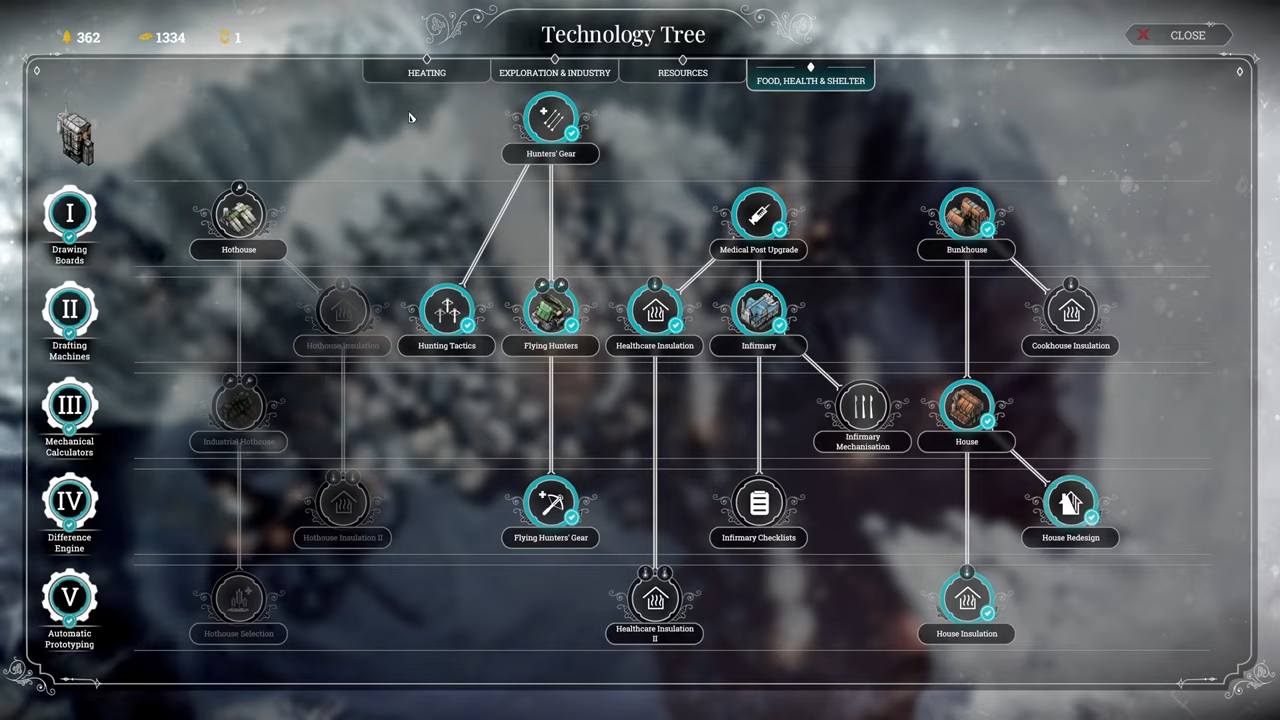 362 1334 1
Technology Tree
CLOSE
HEATING
EXPLORATION & INDUSTRY
RESOURCES
FOOD, HEALTH & SHELTER
Hunters' Gear
I
Drawing
Boards
Hothouse
Medical Post Upgrade
Bunkhouse
II
Drafting
Machines
Hothouse Insulation
Hunting Tactics
Flying Hunters
Healthcare Insulation
Infirmary
Cookhouse Insulation
III
Mechanical
Calculators
Industrial Hothouse
Infirmary
Mechanisation
House
IV
Difference
Engine
Hothouse Insulation II
Flying Hunters' Gear
Infirmary Checklists
House Redesign
V
Automatic
Prototyping
Hothouse Selection
Healthcare Insulation
II
House Insulation